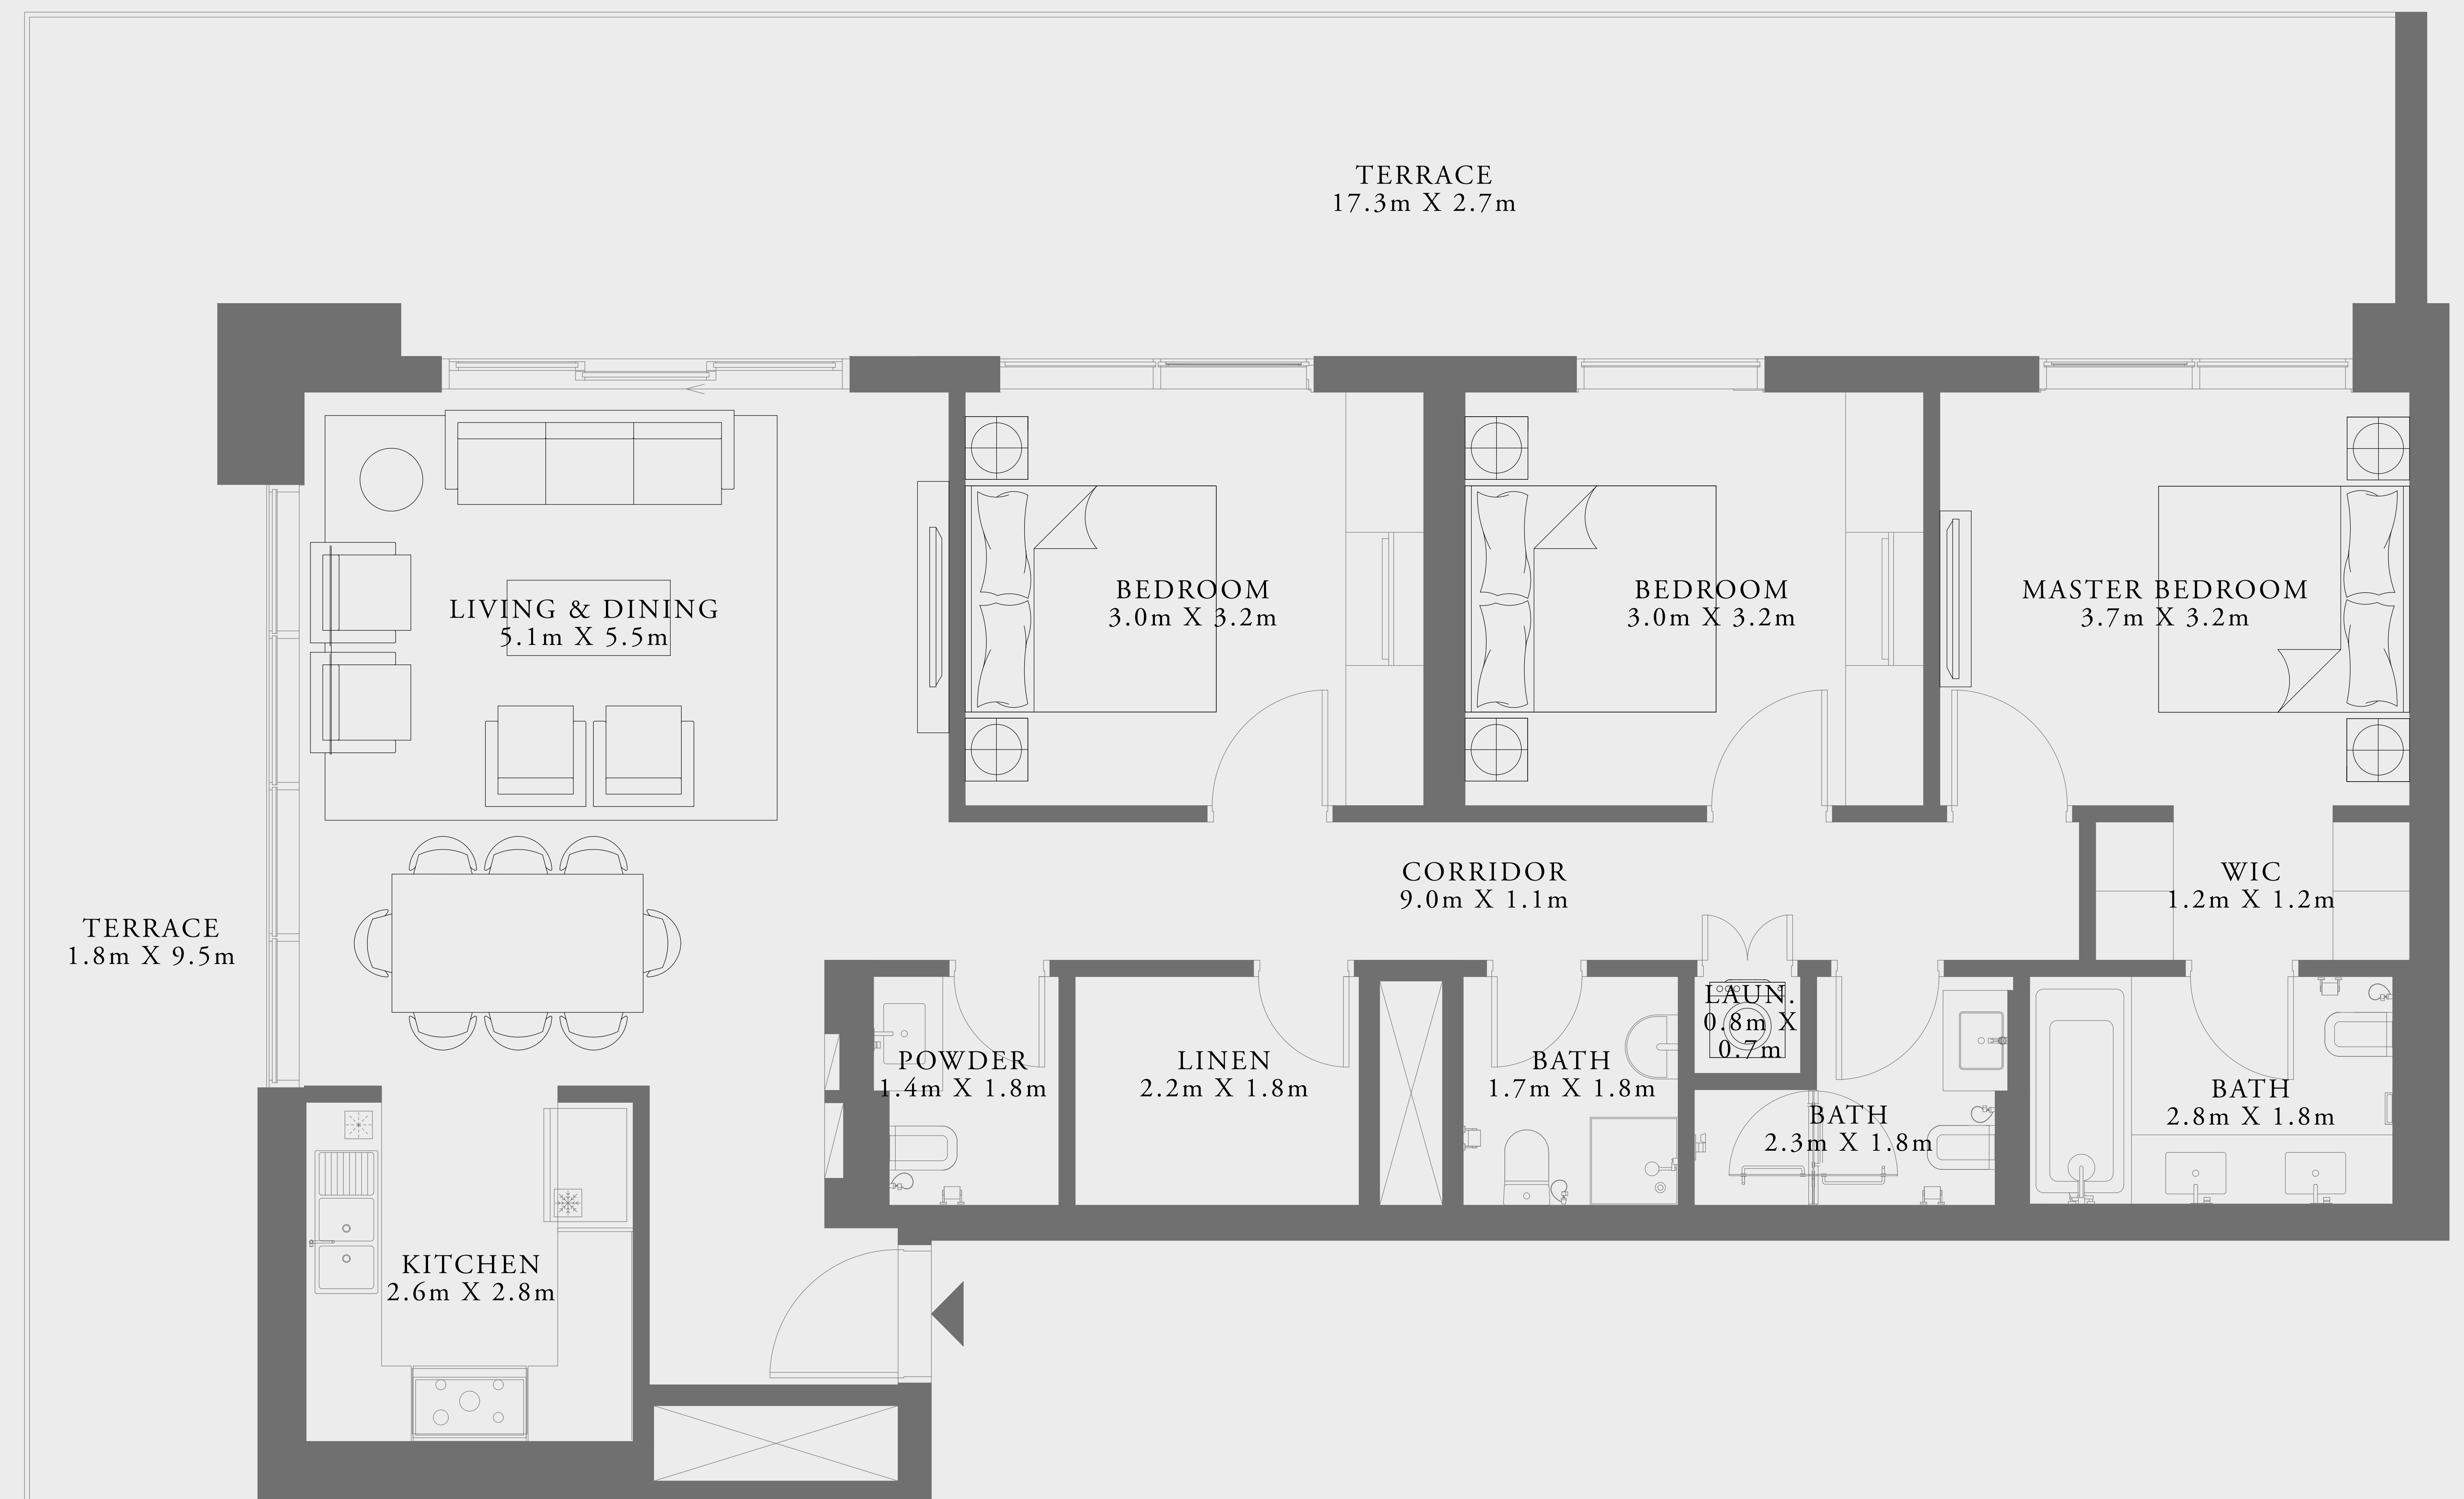 TERRACE
17.3m X 2.7m
LIVING & DINING
5.1m X 5.5m
BEDROOM
3.0m X 3.2m
BEDROOM
3.0m X 3.2m
MASTER BEDROOM
3.7m X 3.2m
CORRIDOR
9.0m X 1.1m
WIC
1.2m X 1.2m
TERRACE
1.8m X 9.5m
POWDER
1.4m X 1.8m
LINEN
2.2m X 1.8m
BATH
1.7m X 1.8m
LAUN.
0.8m X
0.7m
BATH
2.3m X 1.8m
BATH
2.8m X 1.8m
KITCHEN
2.6m X 2.8m